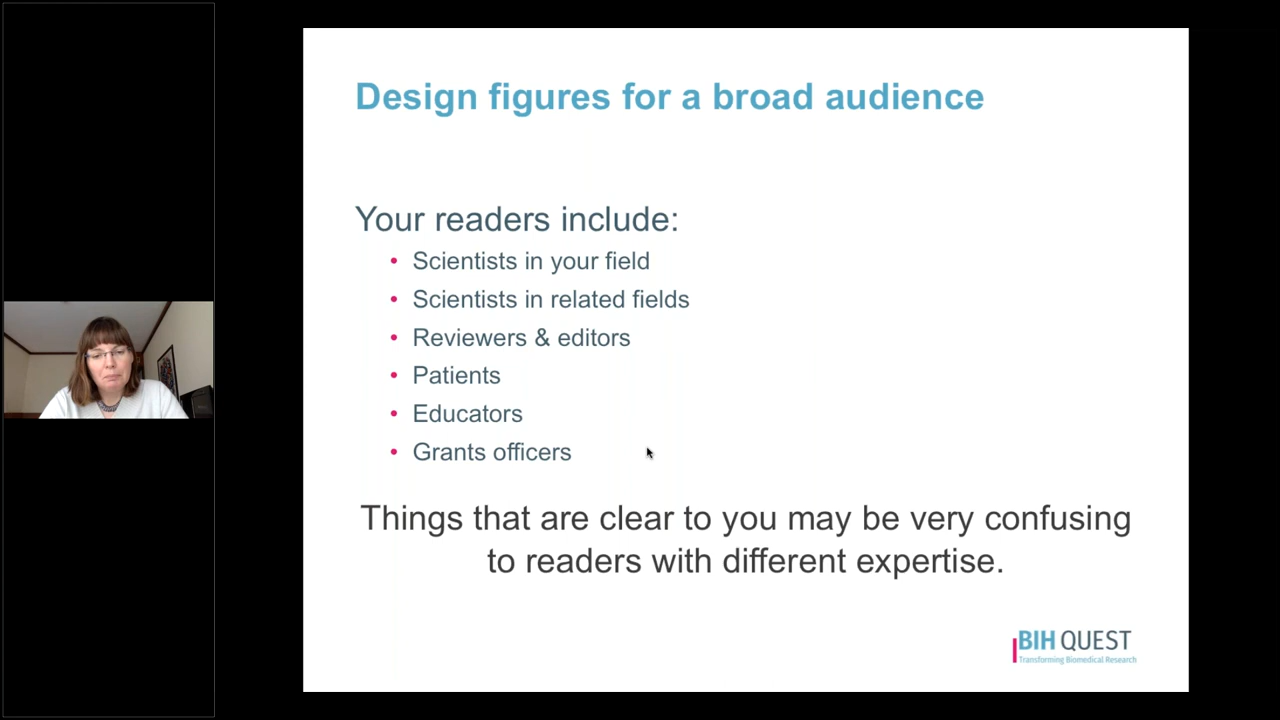 Design figures for a broad audience
Your readers include:
• Scientists in your field
• Scientists in related fields
• Reviewers & editors
• Patients
• Educators
• Grants officers
Things that are clear to you may be very confusing
to readers with different expertise.
BIH QUEST
Transforming Biomedical Research